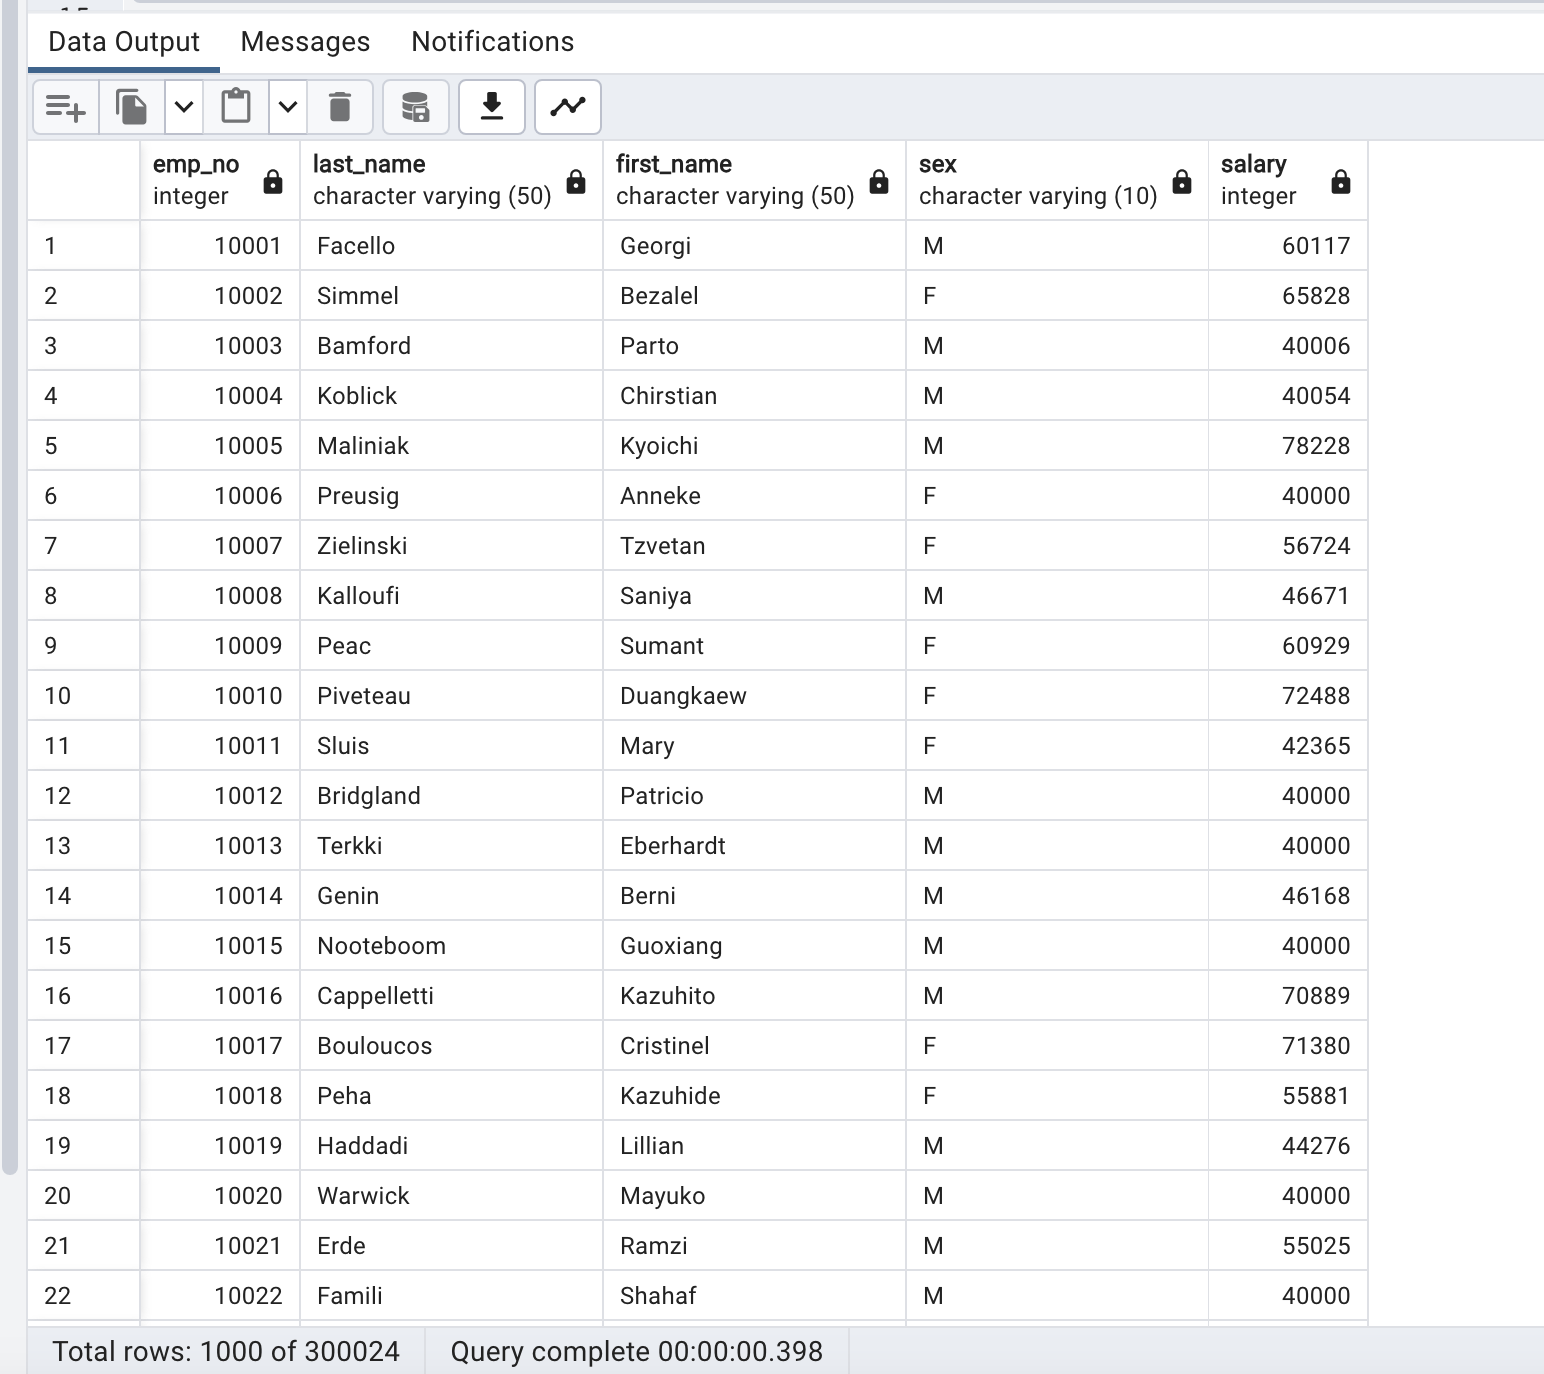 Data Output Messages Notifications
emp_no last_name first_name sex salary
integer character varying (50) character varying (50) character varying (10) integer
1 10001 Facello Georgi M 60117
2 10002 Simmel Bezalel F 65828
3 10003 Bamford Parto M 40006
4 10004 Koblick Chirstian M 40054
5 10005 Maliniak Kyoichi M 78228
6 10006 Preusig Anneke F 40000
7 10007 Zielinski Tzvetan F 56724
8 10008 Kalloufi Saniya M 46671
9 10009 Peac Sumant F 60929
10 10010 Piveteau Duangkaew F 72488
11 10011 Sluis Mary F 42365
12 10012 Bridgland Patricio M 40000
13 10013 Terkki Eberhardt M 40000
14 10014 Genin Berni M 46168
15 10015 Nooteboom Guoxiang M 40000
16 10016 Cappelletti Kazuhito M 70889
17 10017 Bouloucos Cristinel F 71380
18 10018 Peha Kazuhide F 55881
19 10019 Haddadi Lillian M 44276
20 10020 Warwick Mayuko M 40000
21 10021 Erde Ramzi M 55025
22 10022 Famili Shahaf M 40000
Total rows: 1000 of 300024 Query complete 00:00:00.398